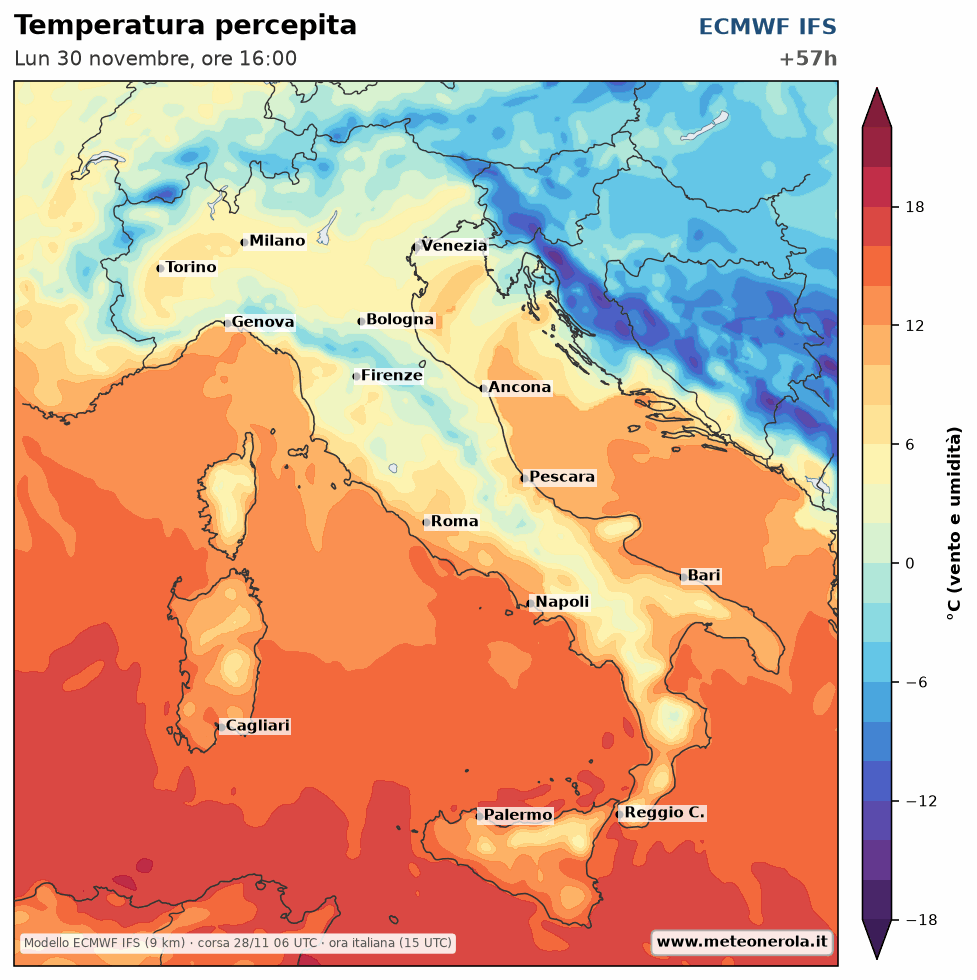 Temperatura percepita
ECMWF IFS
Lun 30 novembre, ore 16:00
+57h
Milano
Venezia
Torino
Genova
Bologna
Firenze
Ancona
Pescara
Roma
Bari
Napoli
Cagliari
Palermo
Reggio C.
18
12
6
0
−6
−12
−18
°C (vento e umidità)
Modello ECMWF IFS (9 km) · corsa 28/11 06 UTC · ora italiana (15 UTC)
www.meteonerola.it